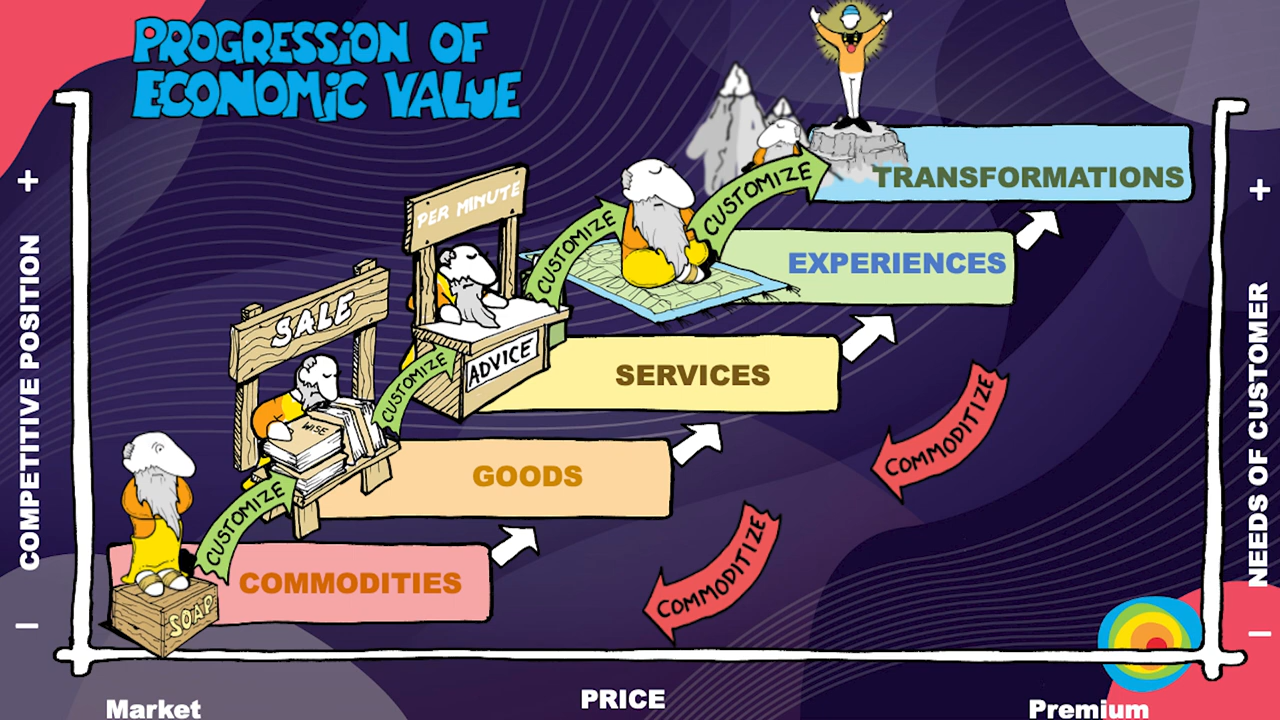 PROGRESSiON OF
ECONOMiC VALUE
TRANSFORMATIONS
CUSTOMIZE
PER MINUTE
EXPERIENCES
CUSTOMIZE
SALE
ADVICE
SERVICES
CUSTOMIZE
WISE
GOODS
CUSTOMIZE
COMMODITIES
SOAP
COMMODITIZE
COMMODITIZE
+
COMPETITIVE POSITION
–
+
NEEDS OF CUSTOMER
–
Market
PRICE
Premium